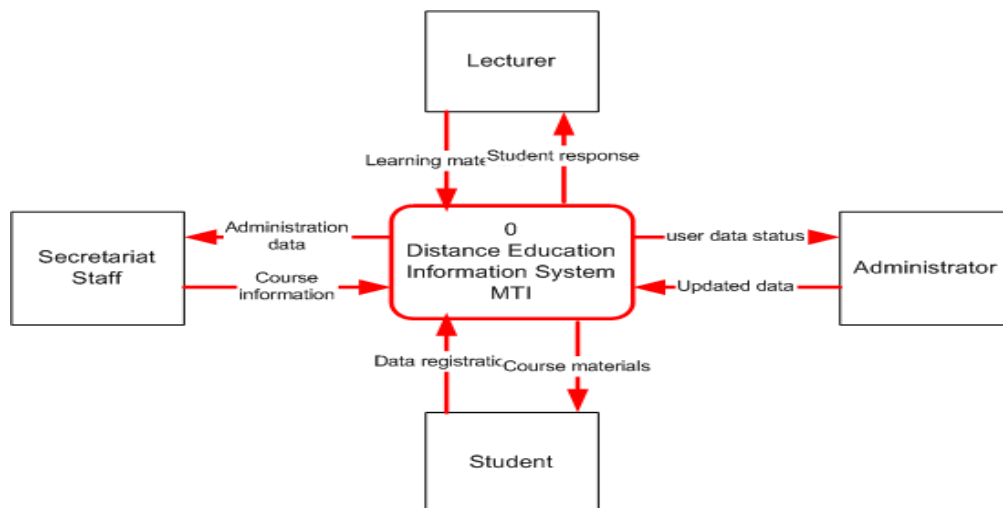 Lecturer
Learning mate
Student response
Administration
data
0
Distance Education
Information System
MTI
user data status
Secretariat
Staff
Administrator
Course
information
Updated data
Data registratic
Course materials
Student